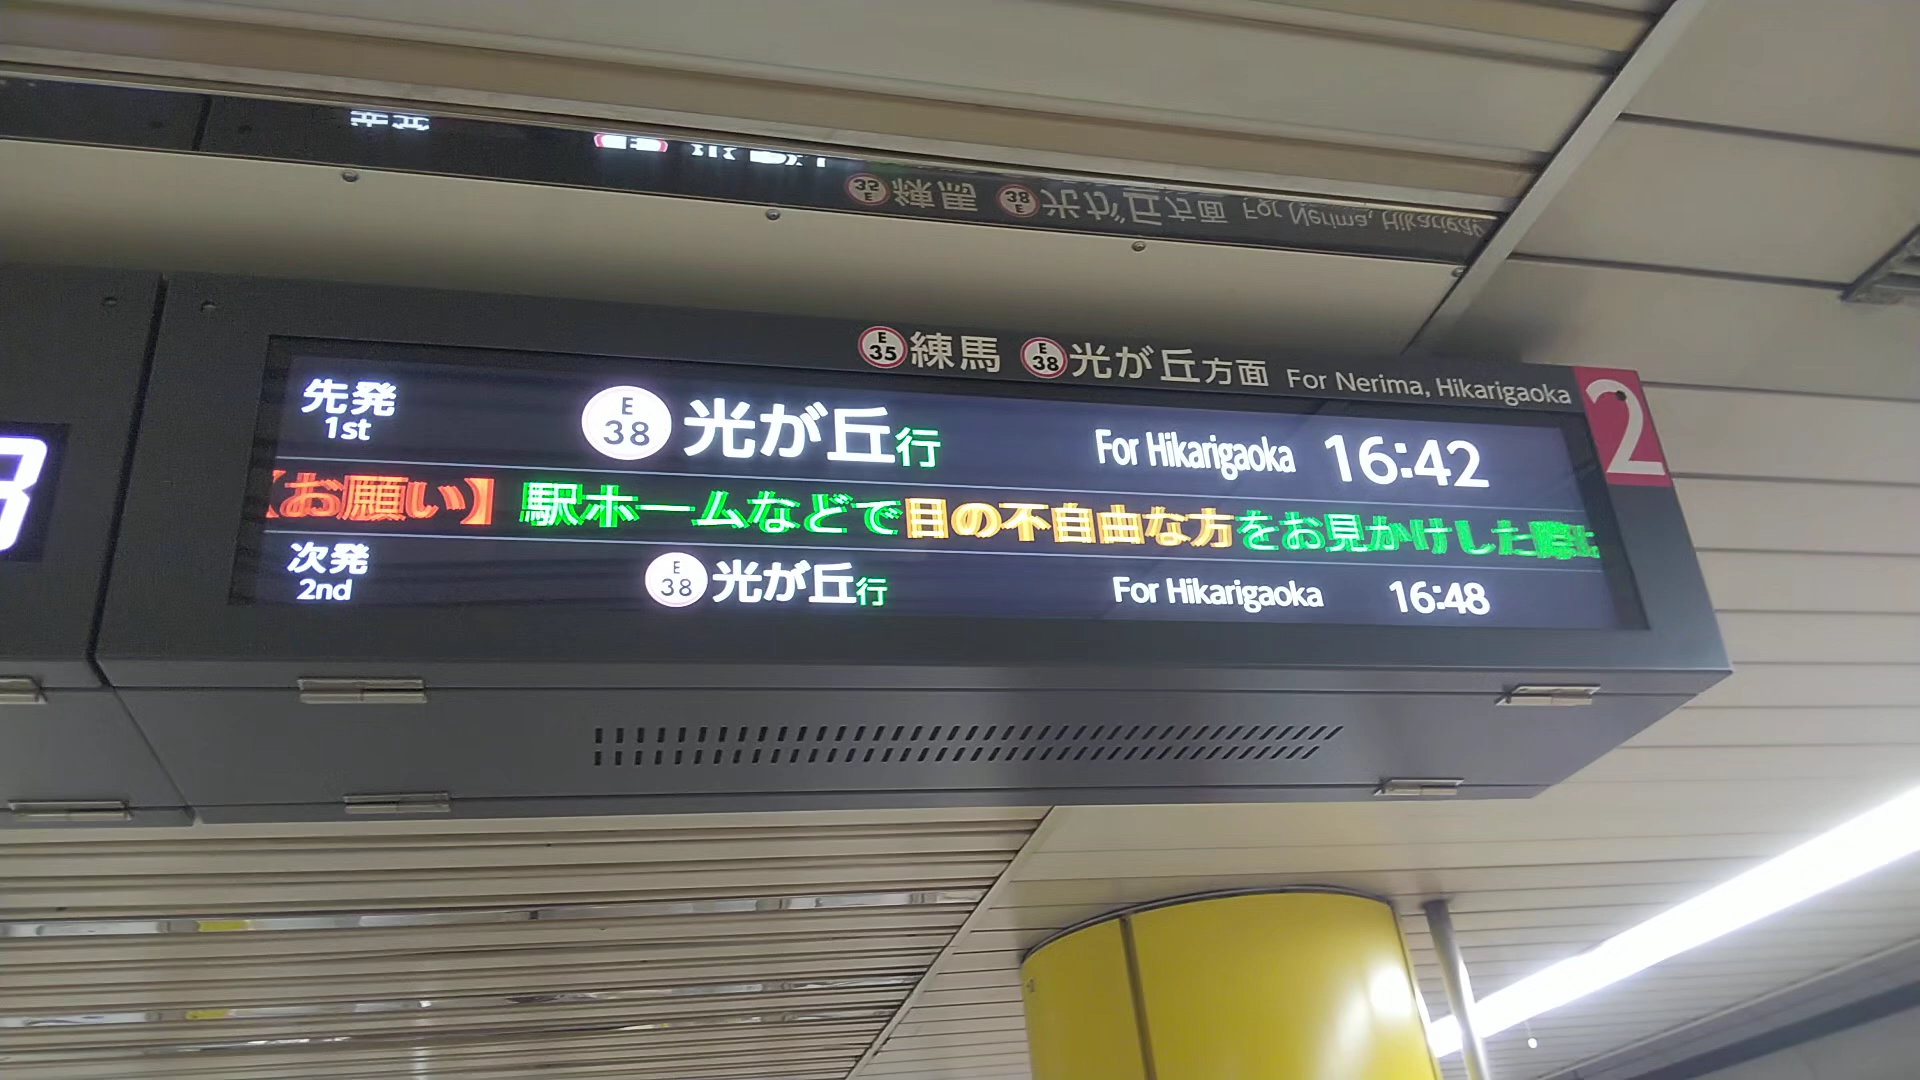 E 35 練馬 E 38 光が丘方面 For Nerima, Hikarigaoka 2
先発 E 38 光が丘行 For Hikarigaoka 16:42
1st
【お願い】 駅ホームなどで目の不自由な方をお見かけした際
次発 E 38 光が丘行 For Hikarigaoka 16:48
2nd